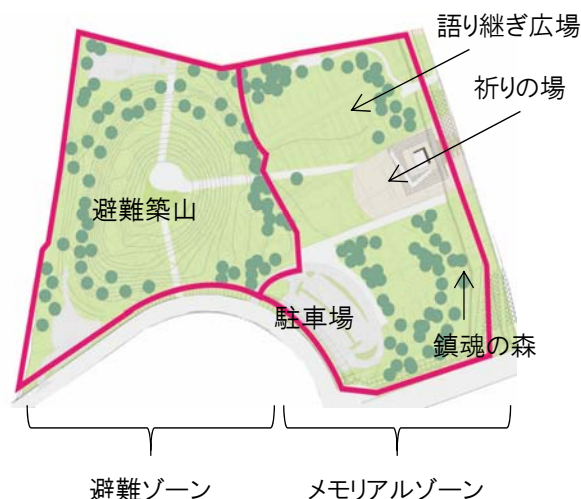 語り継ぎ広場
祈りの場
避難築山
駐車場
鎮魂の森
避難ゾーン
メモリアルゾーン